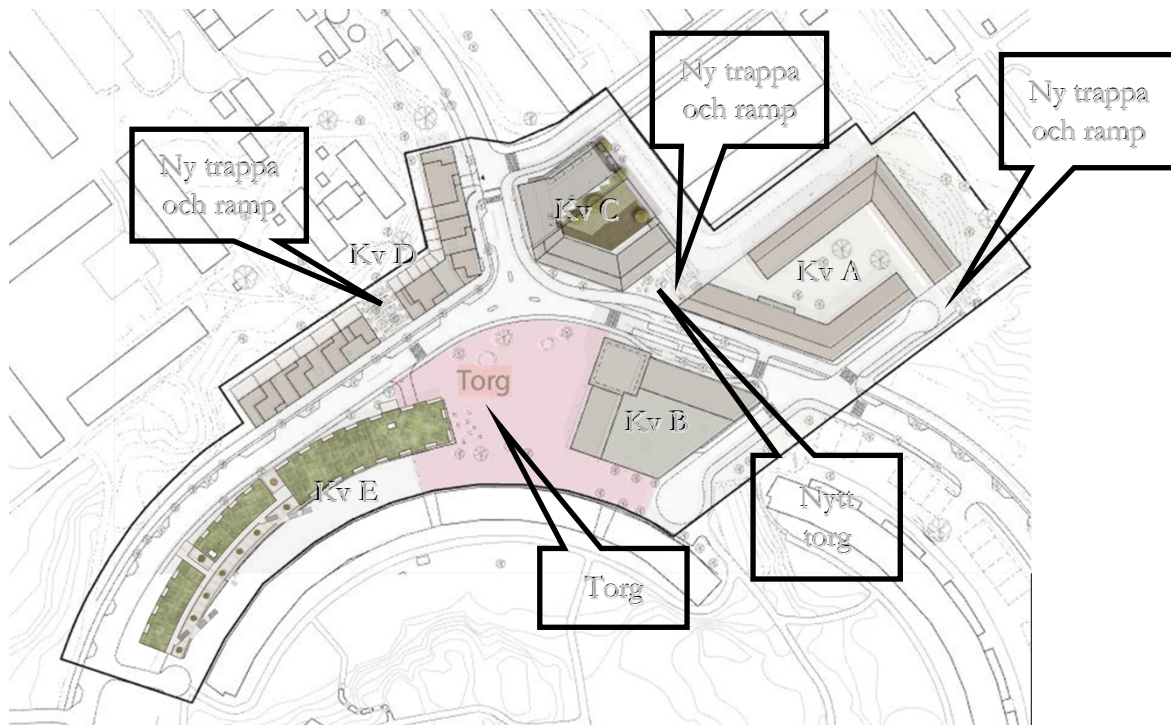 Ny trappa
och ramp
Ny trappa
och ramp
Ny trappa
och ramp
Kv C
Kv D
Kv A
Torg
Kv B
Kv E
Nytt
torg
Torg